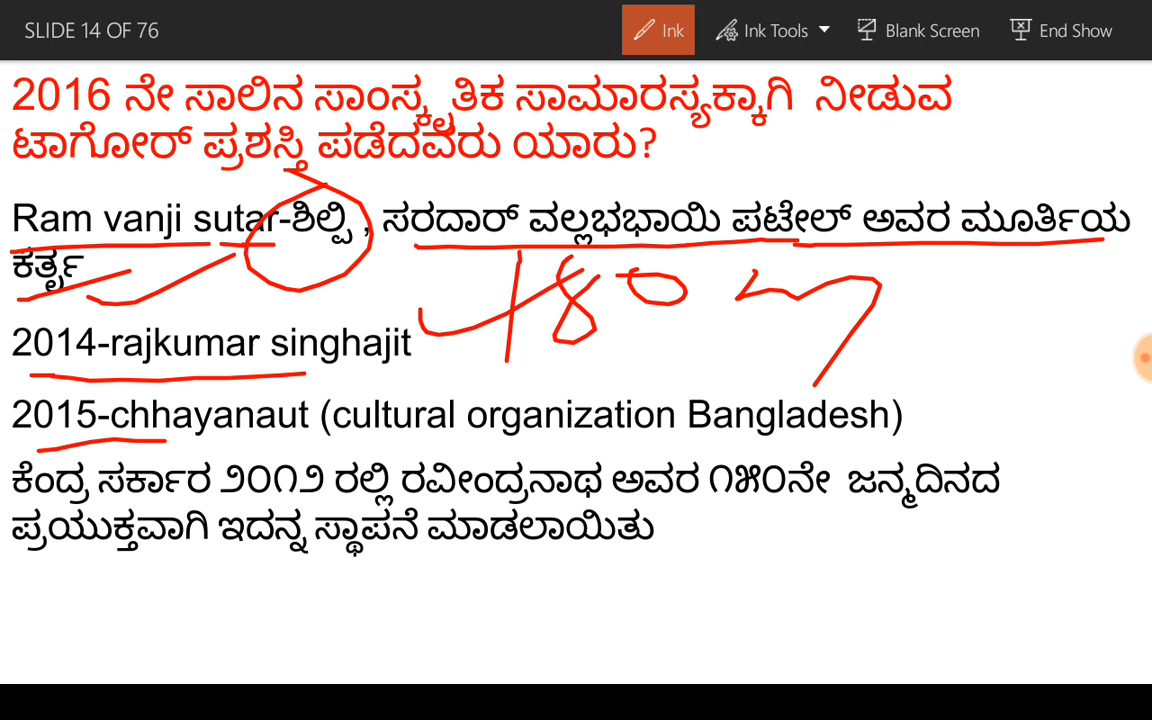 SLIDE 14 OF 76
Ink
Ink Tools
Blank Screen
End Show
2016 ನೇ ಸಾಲಿನ ಸಾಂಸ್ಕೃತಿಕ ಸಾಮಾರಸ್ಯಕ್ಕಾಗಿ ನೀಡುವ
ಟಾಗೋರ್ ಪ್ರಶಸ್ತಿ ಪಡೆದವರು ಯಾರು?
Ram vanji sutar-ಶಿಲ್ಪಿ , ಸರದಾರ್ ವಲ್ಲಭಭಾಯಿ ಪಟೇಲ್ ಅವರ ಮೂರ್ತಿಯ
ಕರ್ತೃ
180 m
2014-rajkumar singhajit
2015-chhayanaut (cultural organization Bangladesh)
ಕೆಂದ್ರ ಸರ್ಕಾರ ೨೦೧೨ ರಲ್ಲಿ ರವೀಂದ್ರನಾಥ ಅವರ ೧೫೦ನೇ ಜನ್ಮದಿನದ
ಪ್ರಯುಕ್ತವಾಗಿ ಇದನ್ನ ಸ್ಥಾಪನೆ ಮಾಡಲಾಯಿತು